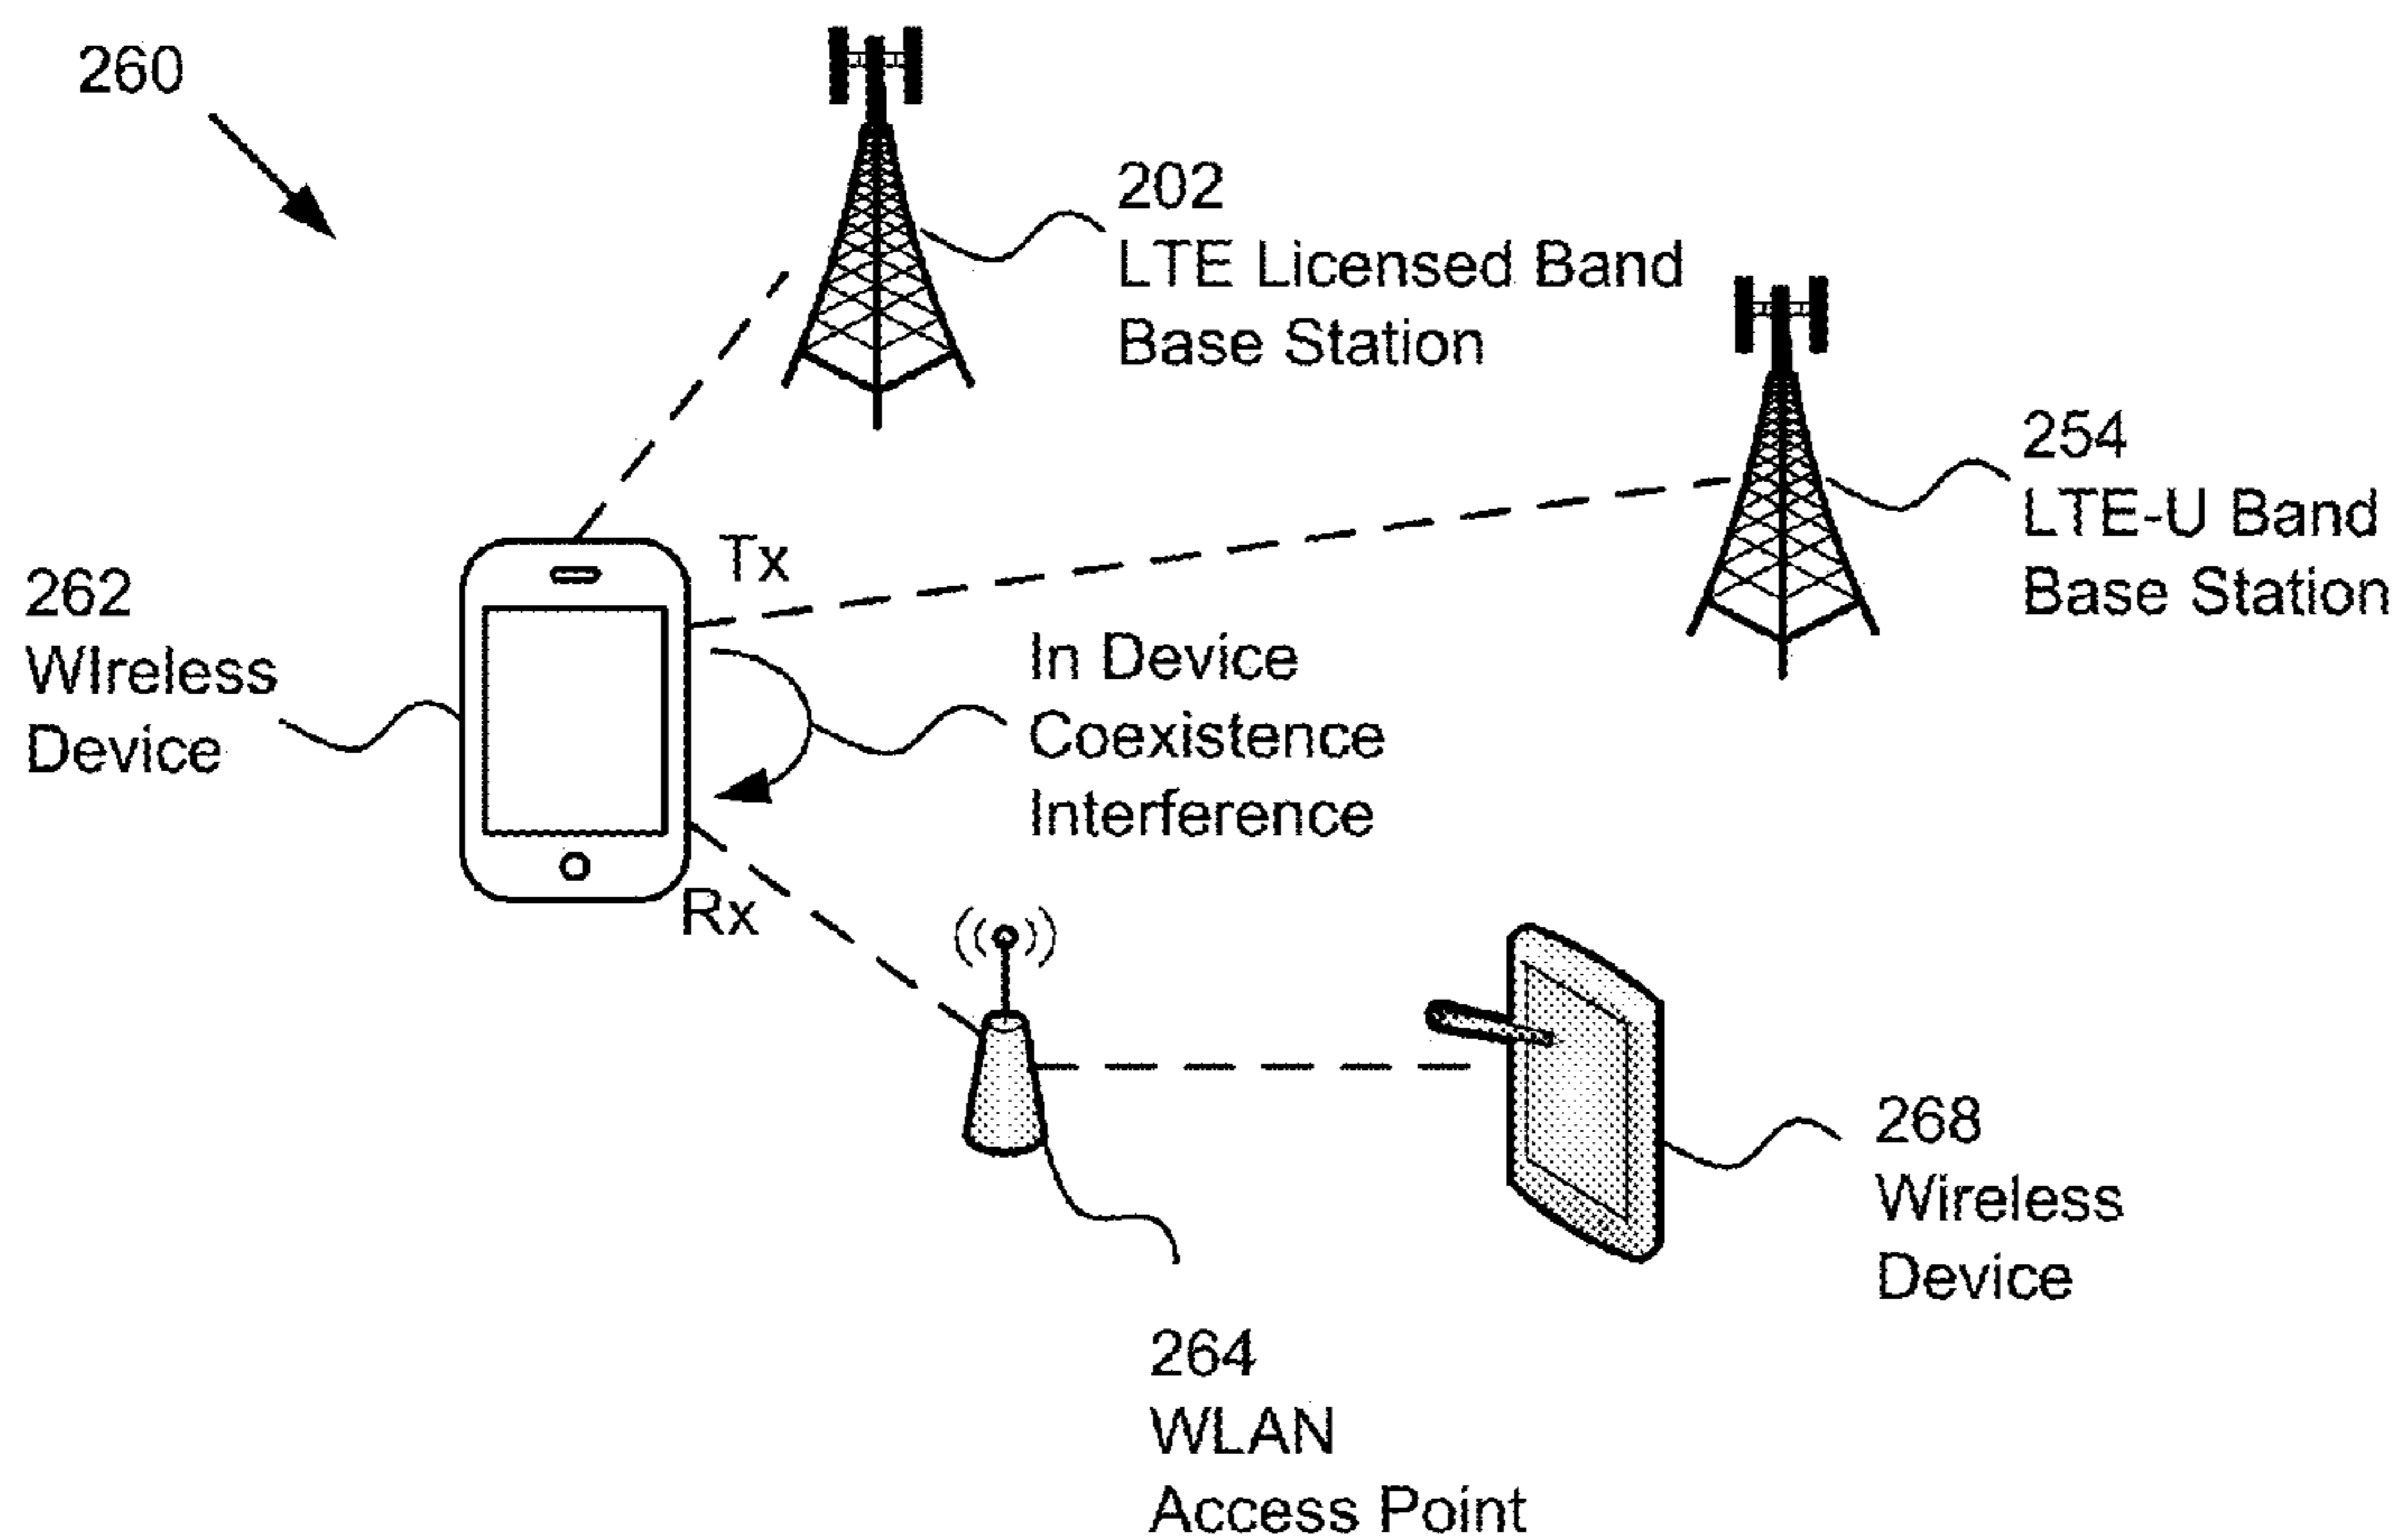 260
202
LTE Licensed Band
Base Station
254
LTE-U Band
Base Station
Tx
262
WIreless
Device
In Device
Coexistence
Interference
Rx
268
Wireless
Device
264
WLAN
Access Point